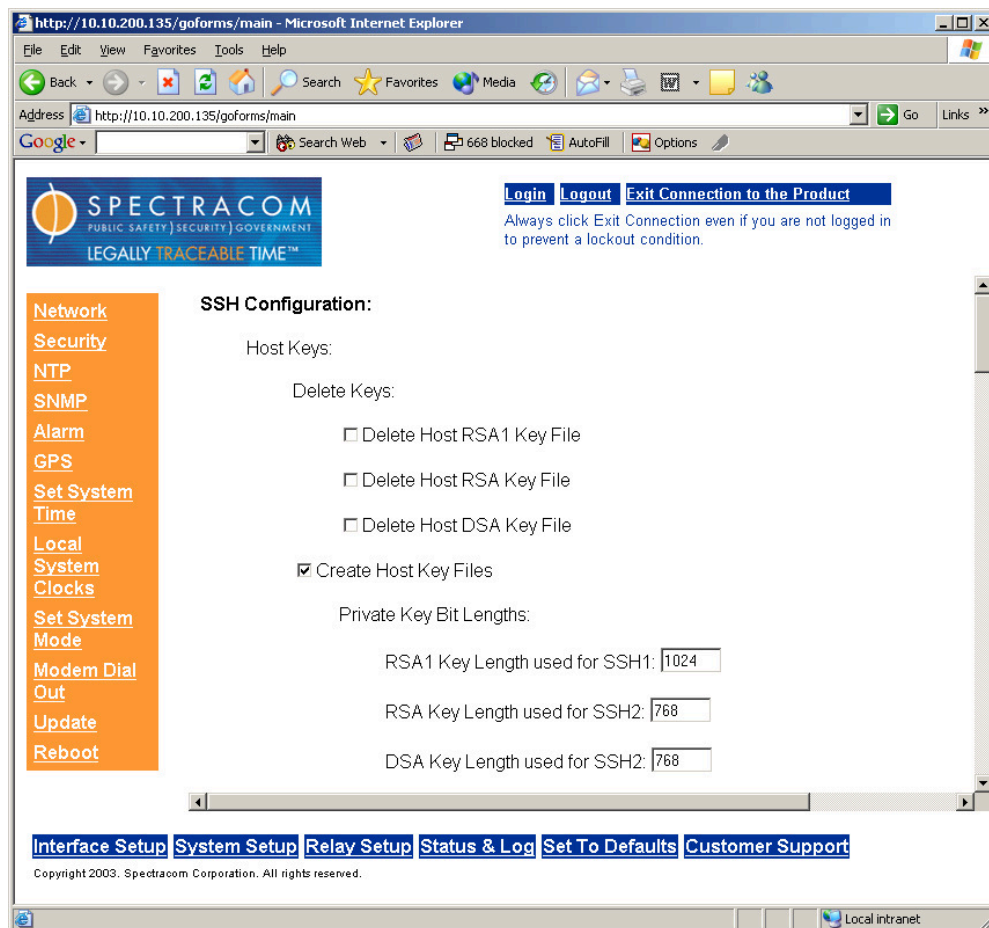 http://10.10.200.135/goforms/main - Microsoft Internet Explorer
File Edit View Favorites Tools Help
Back Search Favorites Media
Address http://10.10.200.135/goforms/main Go Links »
Google Search Web 668 blocked AutoFill Options
SPECTRACOM
PUBLIC SAFETY } SECURITY } GOVERNMENT
LEGALLY TRACEABLE TIME™
Login Logout Exit Connection to the Product
Always click Exit Connection even if you are not logged in
to prevent a lockout condition.
Network
Security
NTP
SNMP
Alarm
GPS
Set System
Time
Local
System
Clocks
Set System
Mode
Modem Dial
Out
Update
Reboot
SSH Configuration:
Host Keys:
Delete Keys:
Delete Host RSA1 Key File
Delete Host RSA Key File
Delete Host DSA Key File
Create Host Key Files
Private Key Bit Lengths:
RSA1 Key Length used for SSH1: 1024
RSA Key Length used for SSH2: 768
DSA Key Length used for SSH2: 768
Interface Setup System Setup Relay Setup Status & Log Set To Defaults Customer Support
Copyright 2003. Spectracom Corporation. All rights reserved.
Local intranet